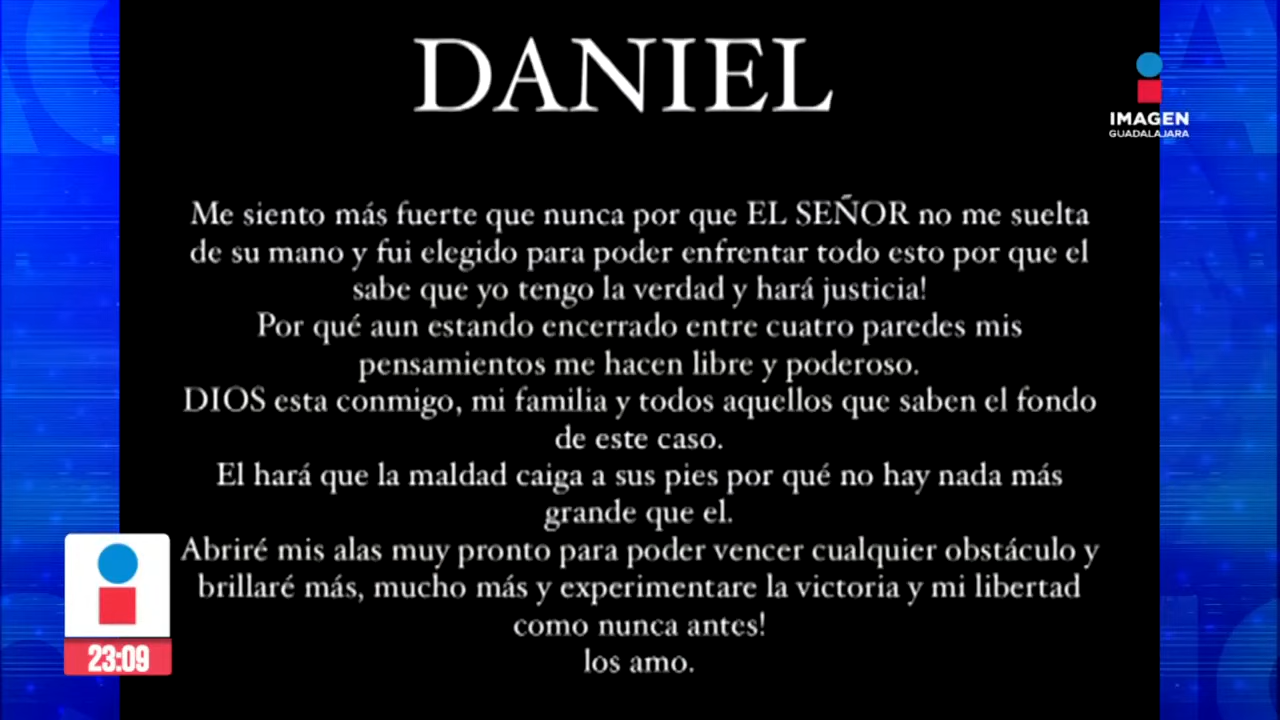 DANIEL
IMAGEN
GUADALAJARA
Me siento más fuerte que nunca por que EL SEÑOR no me suelta
de su mano y fui elegido para poder enfrentar todo esto por que el
sabe que yo tengo la verdad y hará justicia!
Por qué aun estando encerrado entre cuatro paredes mis
pensamientos me hacen libre y poderoso.
DIOS esta conmigo, mi familia y todos aquellos que saben el fondo
de este caso.
El hará que la maldad caiga a sus pies por qué no hay nada más
grande que el.
Abriré mis alas muy pronto para poder vencer cualquier obstáculo y
brillaré más, mucho más y experimentare la victoria y mi libertad
como nunca antes!
los amo.
23:09